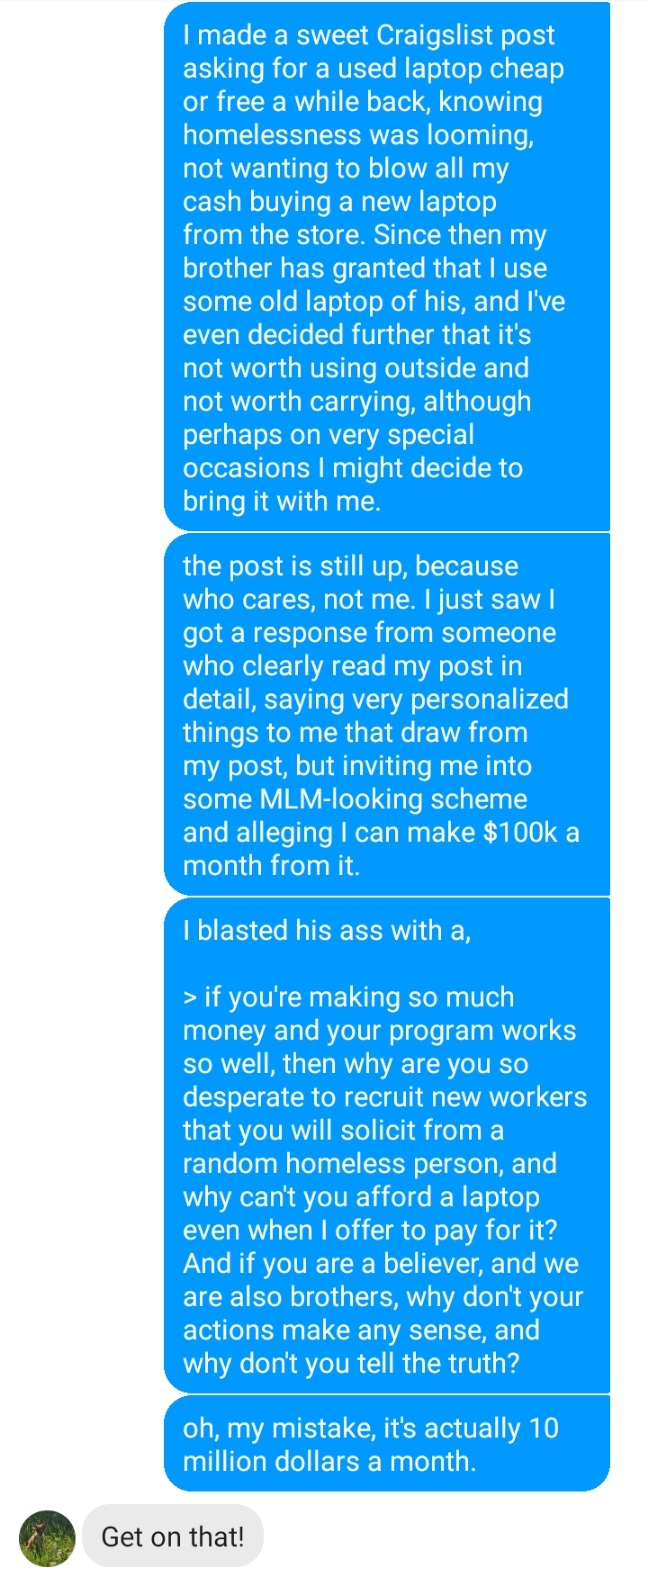 I made a sweet Craigslist post
asking for a used laptop cheap
or free a while back, knowing
homelessness was looming,
not wanting to blow all my
cash buying a new laptop
from the store. Since then my
brother has granted that I use
some old laptop of his, and I've
even decided further that it's
not worth using outside and
not worth carrying, although
perhaps on very special
occasions I might decide to
bring it with me.
the post is still up, because
who cares, not me. I just saw I
got a response from someone
who clearly read my post in
detail, saying very personalized
things to me that draw from
my post, but inviting me into
some MLM-looking scheme
and alleging I can make $100k a
month from it.
I blasted his ass with a,
> if you're making so much
money and your program works
so well, then why are you so
desperate to recruit new workers
that you will solicit from a
random homeless person, and
why can't you afford a laptop
even when I offer to pay for it?
And if you are a believer, and we
are also brothers, why don't your
actions make any sense, and
why don't you tell the truth?
oh, my mistake, it's actually 10
million dollars a month.
Get on that!